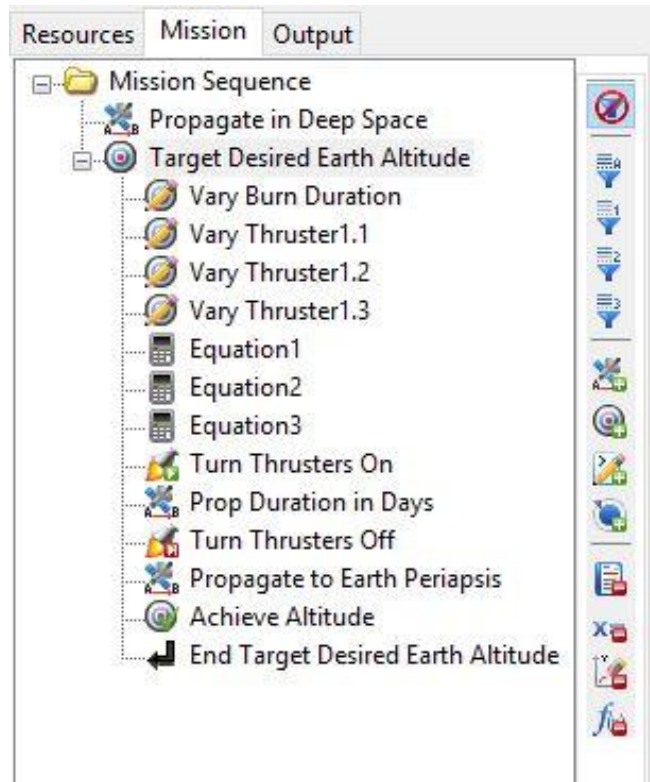 Resources Mission Output
Mission Sequence
Propagate in Deep Space
Target Desired Earth Altitude
Vary Burn Duration
Vary Thruster1.1
Vary Thruster1.2
Vary Thruster1.3
Equation1
Equation2
Equation3
Turn Thrusters On
Prop Duration in Days
Turn Thrusters Off
Propagate to Earth Periapsis
Achieve Altitude
End Target Desired Earth Altitude